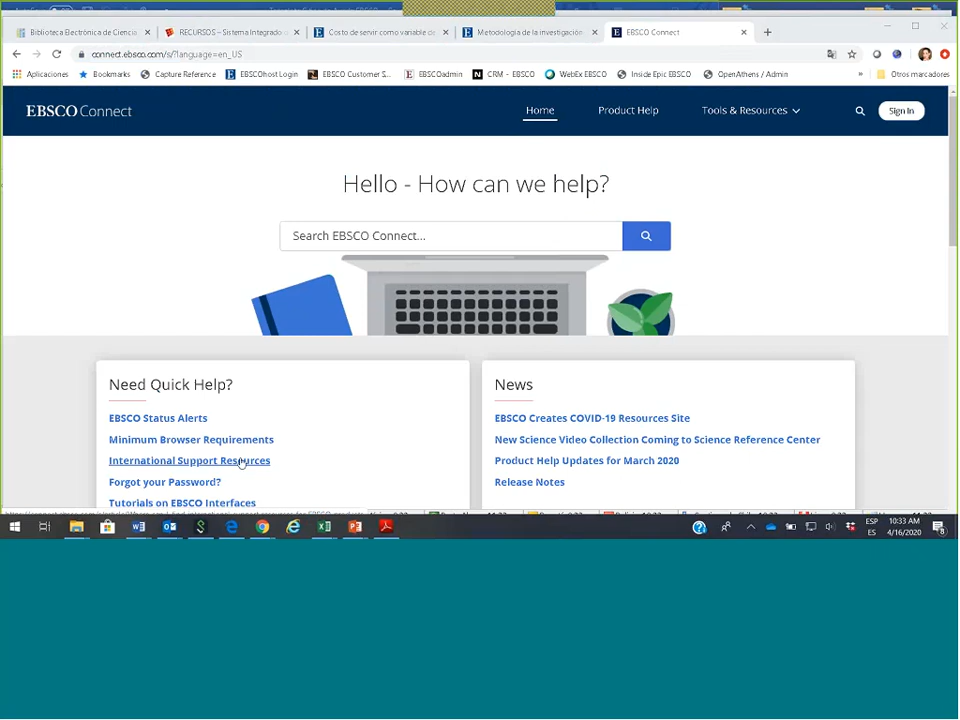 Biblioteca Electrónica de Ciencia
RECURSOS – Sistema Integrado
Costo de servir como variable de
Metodología de la investigación
EBSCO Connect
connect.ebsco.com/s/?language=en_US
Aplicaciones
Bookmarks
Capture Reference
EBSCOhost Login
EBSCO Customer S...
EBSCOadmin
CRM - EBSCO
WebEx EBSCO
Inside Epic EBSCO
OpenAthens / Admin
»
Otros marcadores
EBSCO Connect
Home
Product Help
Tools & Resources
Sign In
Hello - How can we help?
Search EBSCO Connect...
Need Quick Help?
EBSCO Status Alerts
Minimum Browser Requirements
International Support Resources
Forgot your Password?
Tutorials on EBSCO Interfaces
News
EBSCO Creates COVID-19 Resources Site
New Science Video Collection Coming to Science Reference Center
Product Help Updates for March 2020
Release Notes
ESP
ES
10:33 AM
4/16/2020